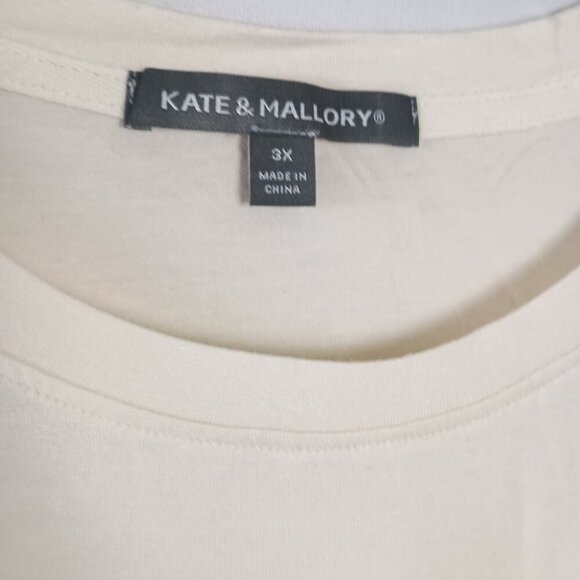 KATE & MALLORY®
3X
MADE IN
CHINA